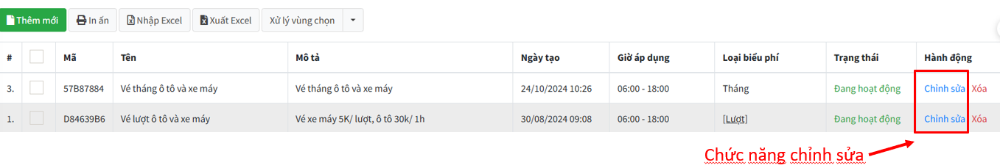 Thêm mới In ấn Nhập Excel Xuất Excel Xử lý vùng chọn
# Mã Tên Mô tả Ngày tạo Giờ áp dụng Loại biểu phí Trạng thái Hành động
3. 57B87884 Vé tháng ô tô và xe máy Vé tháng ô tô và xe máy 24/10/2024 10:26 06:00 - 18:00 Tháng Đang hoạt động Chỉnh sửa Xóa
1. D84639B6 Vé lượt ô tô và xe máy Vé xe máy 5K/ lượt, ô tô 30k/ 1h 30/08/2024 09:08 06:00 - 18:00 [Lượt] Đang hoạt động Chỉnh sửa Xóa
Chức năng chỉnh sửa